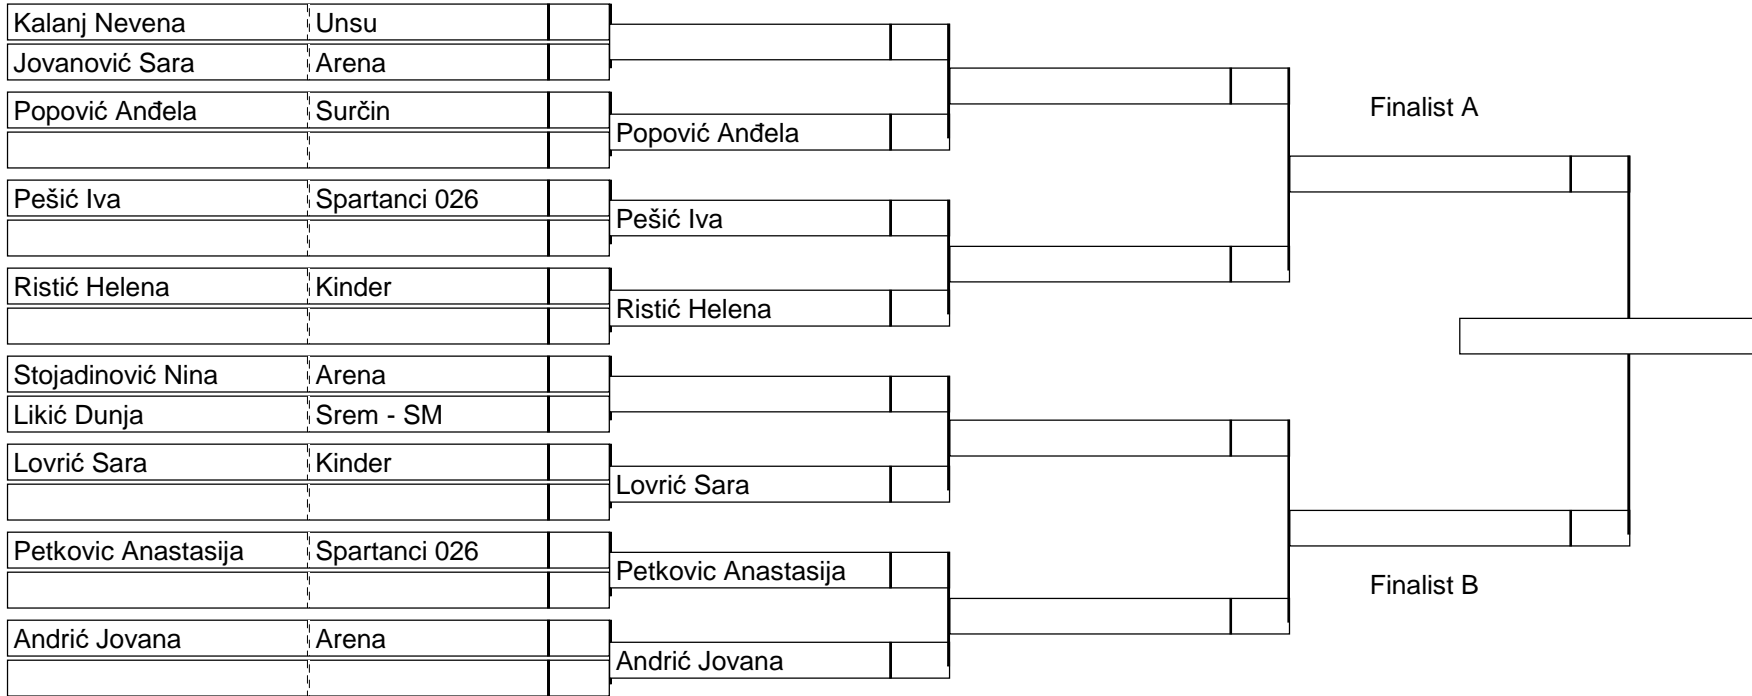 Kalanj Nevena Unsu
Jovanović Sara Arena
Popović Anđela Surčin
Popović Anđela
Pešić Iva Spartanci 026
Pešić Iva
Ristić Helena Kinder
Ristić Helena
Stojadinović Nina Arena
Likić Dunja Srem - SM
Lovrić Sara Kinder
Lovrić Sara
Petkovic Anastasija Spartanci 026
Petkovic Anastasija
Andrić Jovana Arena
Andrić Jovana
Finalist A
Finalist B